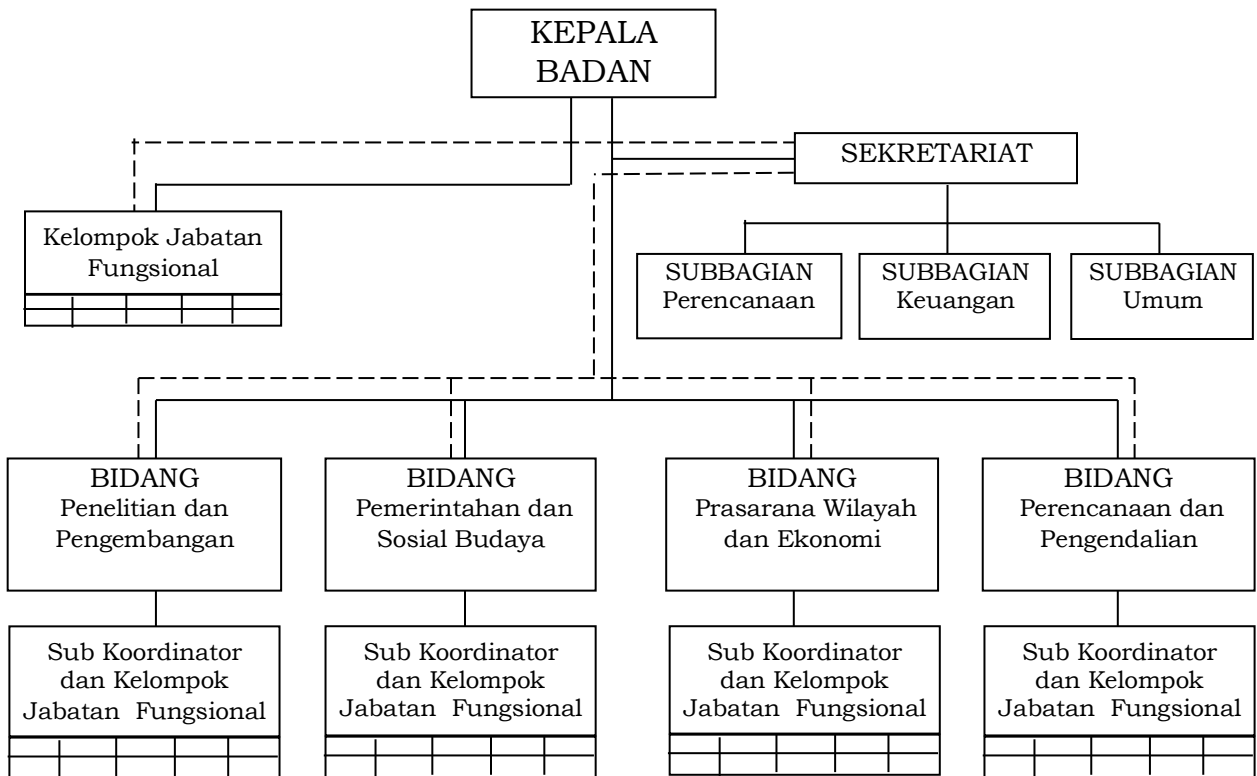 KEPALA
BADAN
SEKRETARIAT
Kelompok Jabatan
Fungsional
SUBBAGIAN
Perencanaan
SUBBAGIAN
Keuangan
SUBBAGIAN
Umum
BIDANG
Penelitian dan
Pengembangan
BIDANG
Pemerintahan dan
Sosial Budaya
BIDANG
Prasarana Wilayah
dan Ekonomi
BIDANG
Perencanaan dan
Pengendalian
Sub Koordinator
dan Kelompok
Jabatan Fungsional
Sub Koordinator
dan Kelompok
Jabatan Fungsional
Sub Koordinator
dan Kelompok
Jabatan Fungsional
Sub Koordinator
dan Kelompok
Jabatan Fungsional